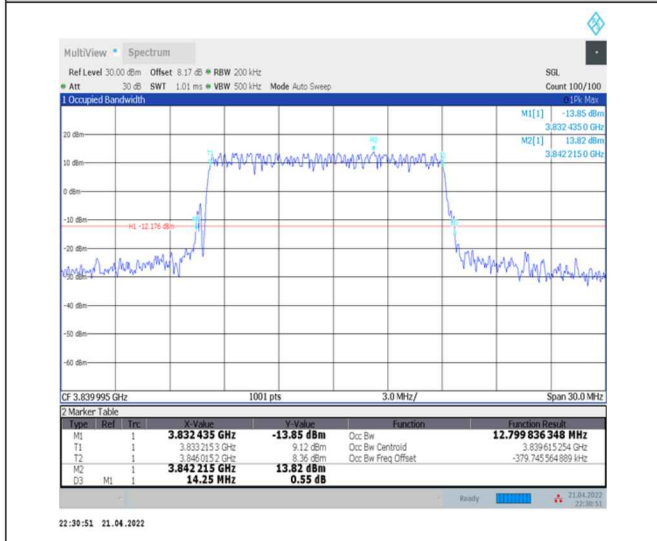 MultiView Spectrum
Ref Level 30.00 dBm Offset 8.17 dB RBW 200 kHz SGL
Att 30 dB SWT 1.01 ms VBW 500 kHz Mode Auto Sweep Count 100/100
1 Occupied Bandwidth 1Pk Max
M1[1] -13.85 dBm
3.832 435 0 GHz
M2[1] 13.82 dBm
3.842 215 0 GHz
20 dBm
10 dBm
0 dBm
-10 dBm
H1 -12.176 dBm
-20 dBm
-30 dBm
-40 dBm
-50 dBm
-60 dBm
CF 3.839 995 GHz 1001 pts 3.0 MHz/ Span 30.0 MHz
2 Marker Table
Type Ref Trc X-Value Y-Value Function Function Result
M1 1 3.832 435 GHz -13.85 dBm Occ Bw 12.799 836 348 MHz
T1 1 3.833 215 3 GHz 9.12 dBm Occ Bw Centroid 3.839 615 254 GHz
T2 1 3.846 015 2 GHz 8.36 dBm Occ Bw Freq Offset -379.745 564 889 kHz
M2 1 3.842 215 GHz 13.82 dBm
D3 M1 1 14.25 MHz 0.55 dB
Ready 21.04.2022
22:30:51
22:30:51 21.04.2022